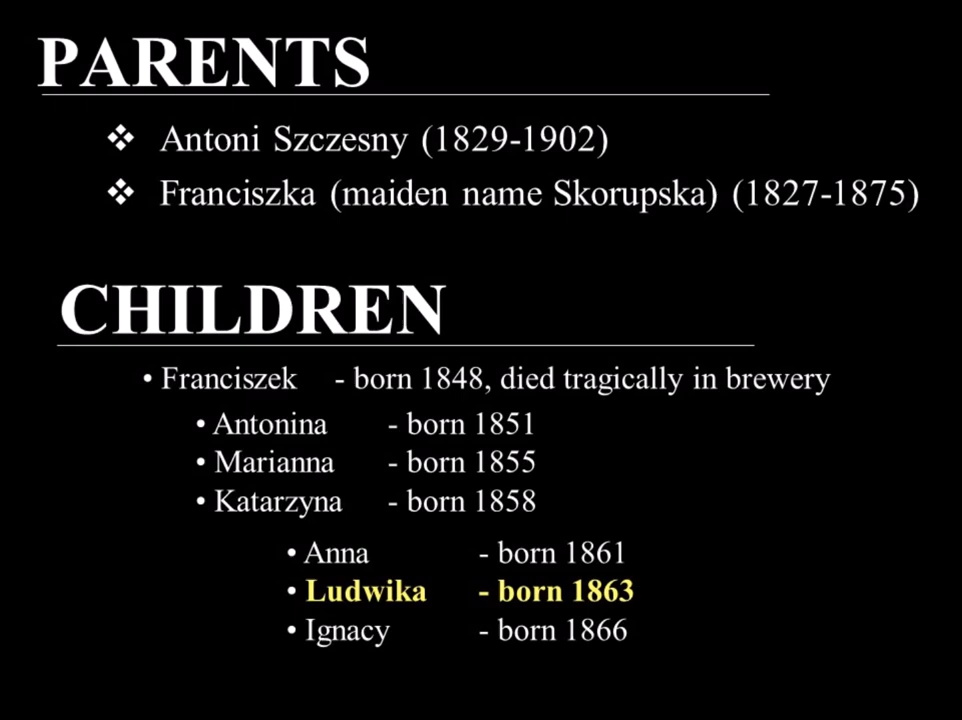 PARENTS
❖ Antoni Szczesny (1829-1902)
❖ Franciszka (maiden name Skorupska) (1827-1875)
CHILDREN
• Franciszek - born 1848, died tragically in brewery
• Antonina - born 1851
• Marianna - born 1855
• Katarzyna - born 1858
• Anna - born 1861
• Ludwika - born 1863
• Ignacy - born 1866